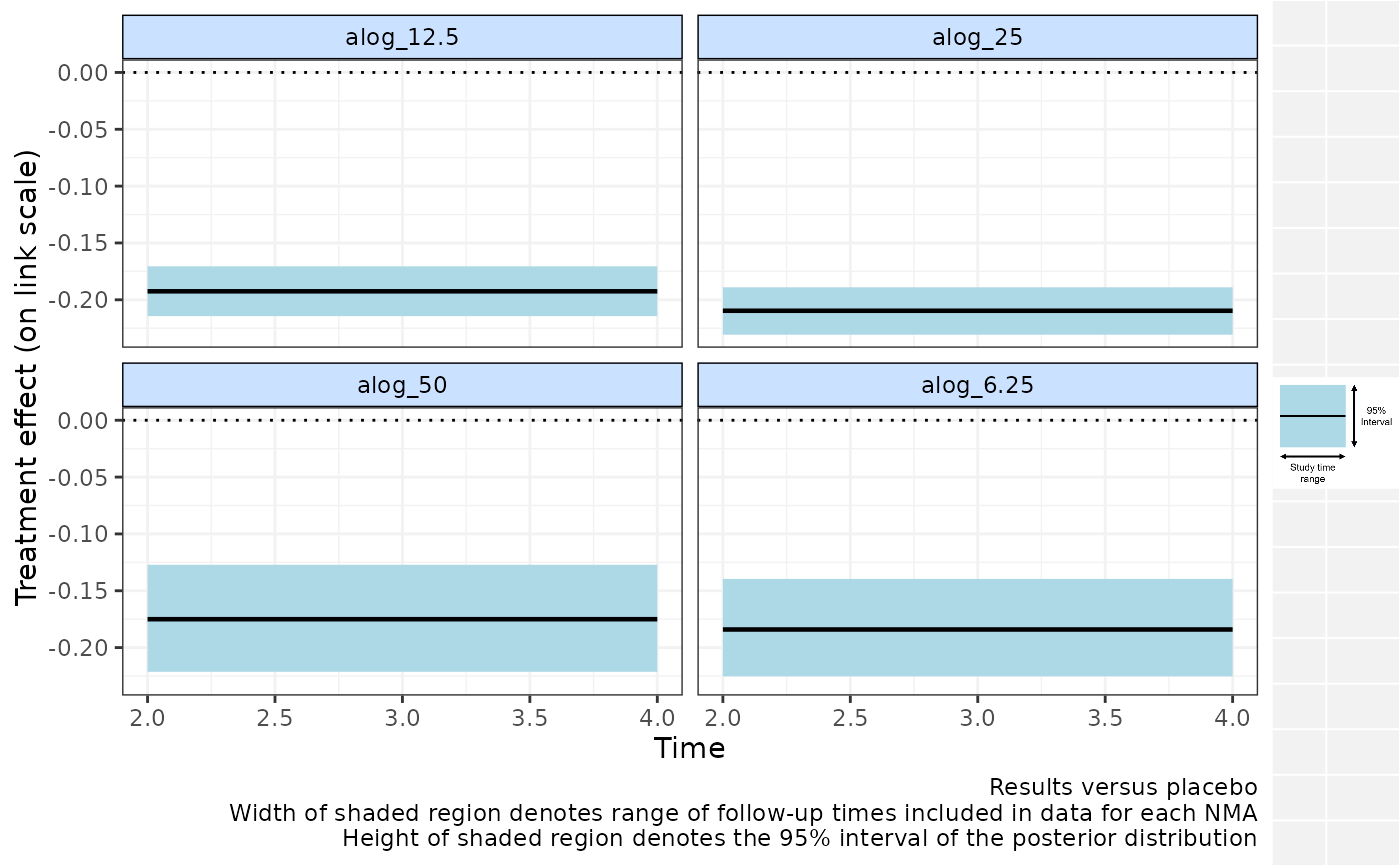 alog_12.5
alog_25
0.00
-0.05
-0.10
-0.15
-0.20
alog_50
alog_6.25
0.00
-0.05
-0.10
-0.15
-0.20
Treatment effect (on link scale)
2.0 2.5 3.0 3.5 4.0
2.0 2.5 3.0 3.5 4.0
Time
95%
Interval
Study time
range
Results versus placebo
Width of shaded region denotes range of follow-up times included in data for each NMA
Height of shaded region denotes the 95% interval of the posterior distribution